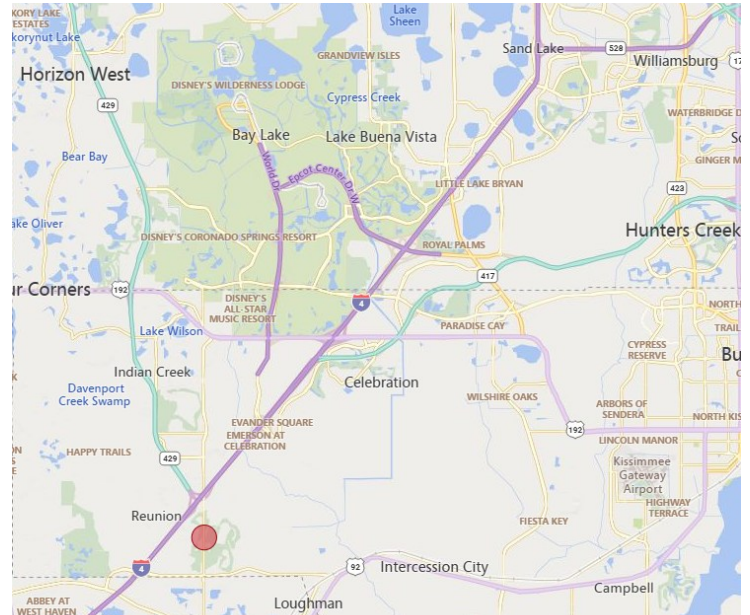 KORY LAKE
ESTATES
korynut Lake
Horizon West
429
DISNEY'S WILDERNESS LODGE
GRANDVIEW ISLES
Lake
Sheen
Sand Lake
528
Williamsburg
17
Cypress Creek
Bay Lake
Lake Buena Vista
WATERBRIDGE D
So
GINGER M
Bear Bay
World Dr
Epcot Center Dr W
LITTLE LAKE BRYAN
423
ake Oliver
DISNEY'S CORONADO SPRINGS RESORT
ROYAL PALMS
Hunters Creek
417
ur Corners
192
DISNEY'S
ALL-STAR
MUSIC RESORT
4
PARADISE CAY
NORTH
TRAIL
Lake Wilson
CYPRESS
RESERVE
Bu
Indian Creek
Celebration
Davenport
Creek Swamp
WILSHIRE OAKS
ARBORS OF
SENDERA
NORTH KIS
EVANDER SQUARE
EMERSON AT
CELEBRATION
192
LINCOLN MANOR
HAPPY TRAILS
429
Kissimmee
Gateway
Airport
HIGHWAY
TERRACE
Reunion
FIESTA KEY
4
92
Intercession City
Campbell
ABBEY AT
WEST HAVEN
Loughman